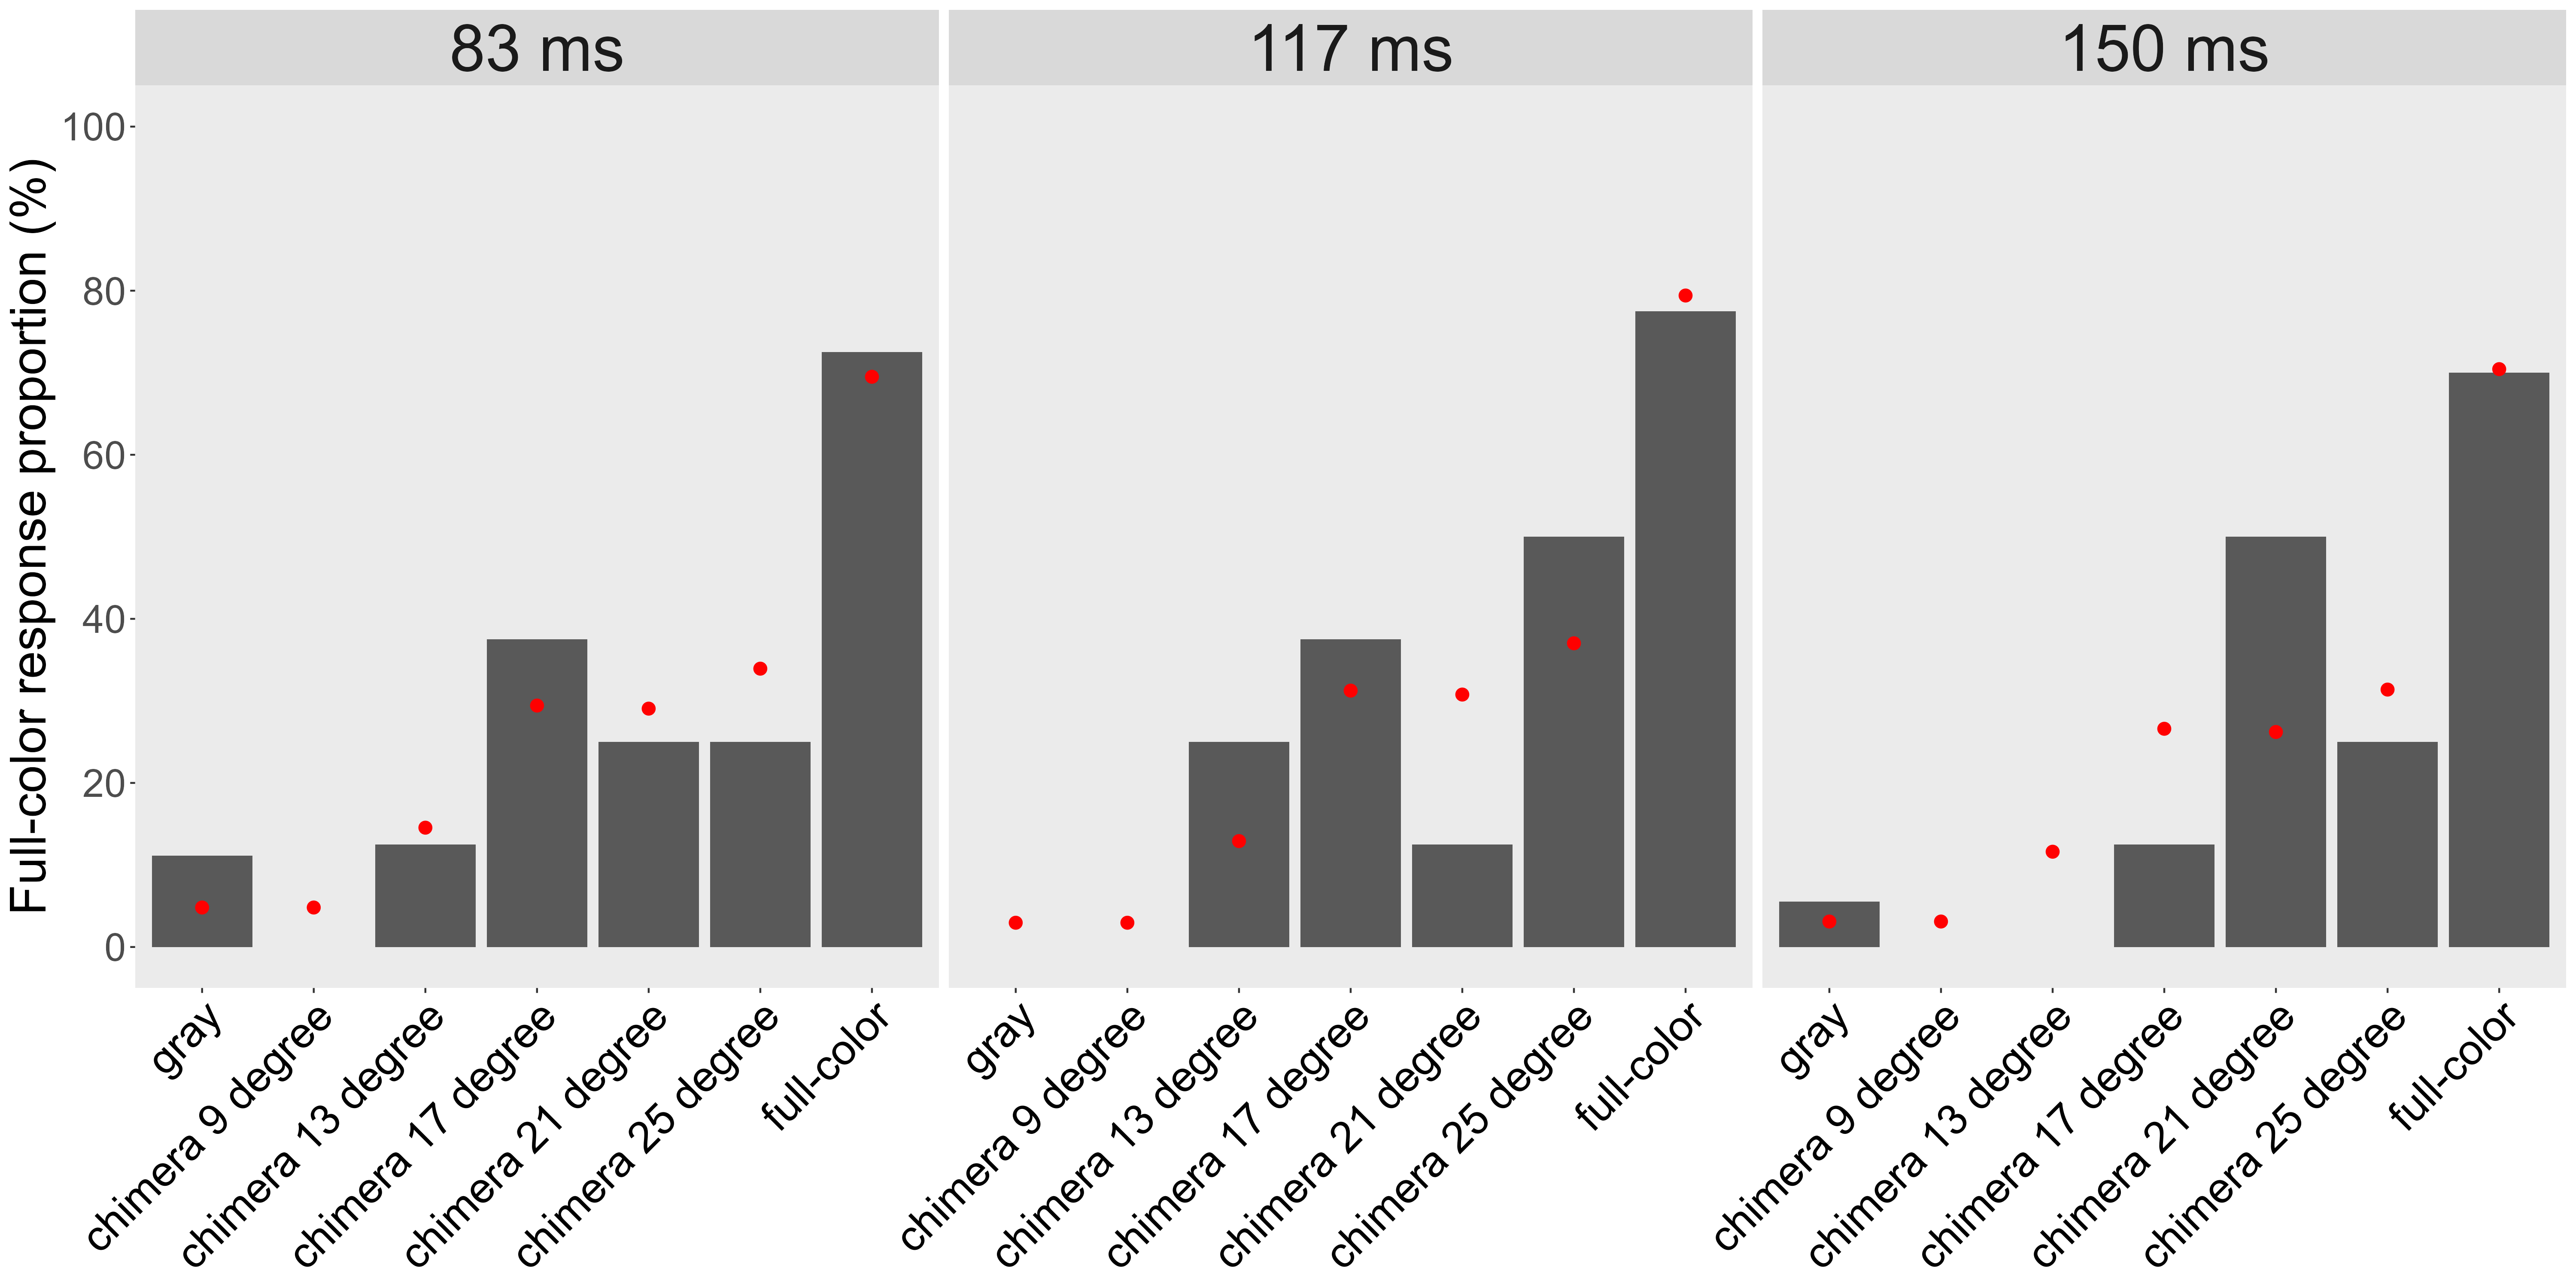 83 ms
117 ms
150 ms
Full-color response proportion (%)
100
80
60
40
20
0
gray
chimera 9 degree
chimera 13 degree
chimera 17 degree
chimera 21 degree
chimera 25 degree
full-color
gray
chimera 9 degree
chimera 13 degree
chimera 17 degree
chimera 21 degree
chimera 25 degree
full-color
gray
chimera 9 degree
chimera 13 degree
chimera 17 degree
chimera 21 degree
chimera 25 degree
full-color